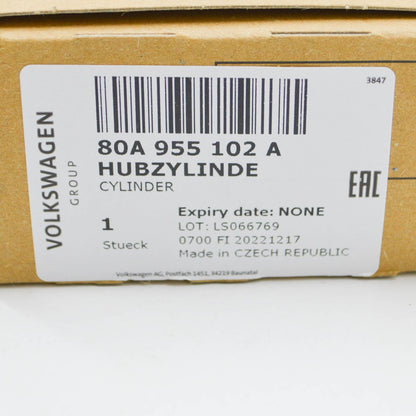 3847
VOLKSWAGEN
GROUP
80A 955 102 A
HUBZYLINDE
CYLINDER
EAC
1
Stueck
Expiry date: NONE
LOT: LS066769
0700 FI 20221217
Made in CZECH REPUBLIC
Volkswagen AG, Postfach 1451, 34219 Baunatal